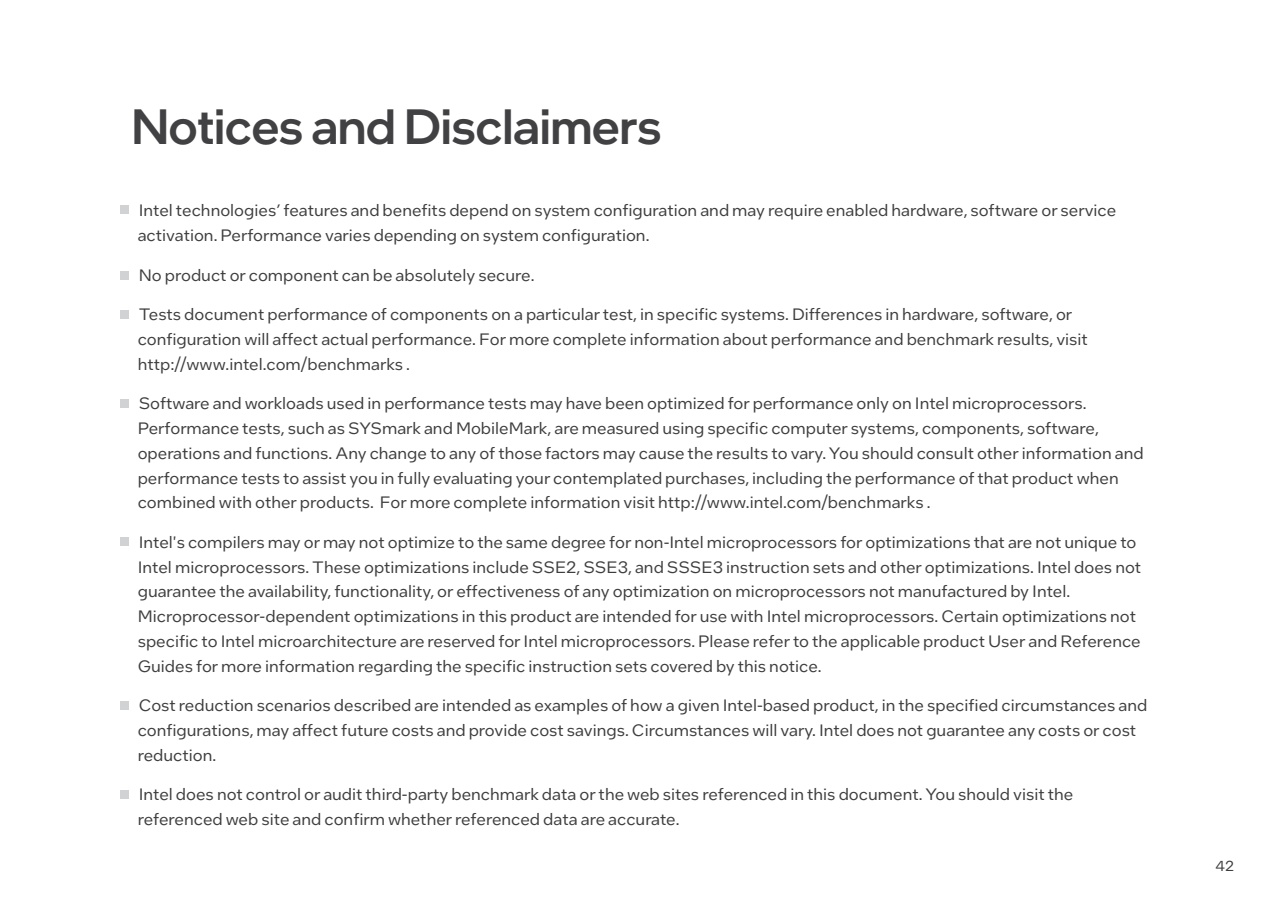 Notices and Disclaimers
Intel technologies’ features and benefits depend on system configuration and may require enabled hardware, software or service
activation. Performance varies depending on system configuration.
No product or component can be absolutely secure.
Tests document performance of components on a particular test, in specific systems. Differences in hardware, software, or
configuration will affect actual performance. For more complete information about performance and benchmark results, visit
http://www.intel.com/benchmarks .
Software and workloads used in performance tests may have been optimized for performance only on Intel microprocessors.
Performance tests, such as SYSmark and MobileMark, are measured using specific computer systems, components, software,
operations and functions. Any change to any of those factors may cause the results to vary. You should consult other information and
performance tests to assist you in fully evaluating your contemplated purchases, including the performance of that product when
combined with other products.  For more complete information visit http://www.intel.com/benchmarks .
Intel's compilers may or may not optimize to the same degree for non-Intel microprocessors for optimizations that are not unique to
Intel microprocessors. These optimizations include SSE2, SSE3, and SSSE3 instruction sets and other optimizations. Intel does not
guarantee the availability, functionality, or effectiveness of any optimization on microprocessors not manufactured by Intel.
Microprocessor-dependent optimizations in this product are intended for use with Intel microprocessors. Certain optimizations not
specific to Intel microarchitecture are reserved for Intel microprocessors. Please refer to the applicable product User and Reference
Guides for more information regarding the specific instruction sets covered by this notice.
Cost reduction scenarios described are intended as examples of how a given Intel-based product, in the specified circumstances and
configurations, may affect future costs and provide cost savings. Circumstances will vary. Intel does not guarantee any costs or cost
reduction.
Intel does not control or audit third-party benchmark data or the web sites referenced in this document. You should visit the
referenced web site and confirm whether referenced data are accurate.
42